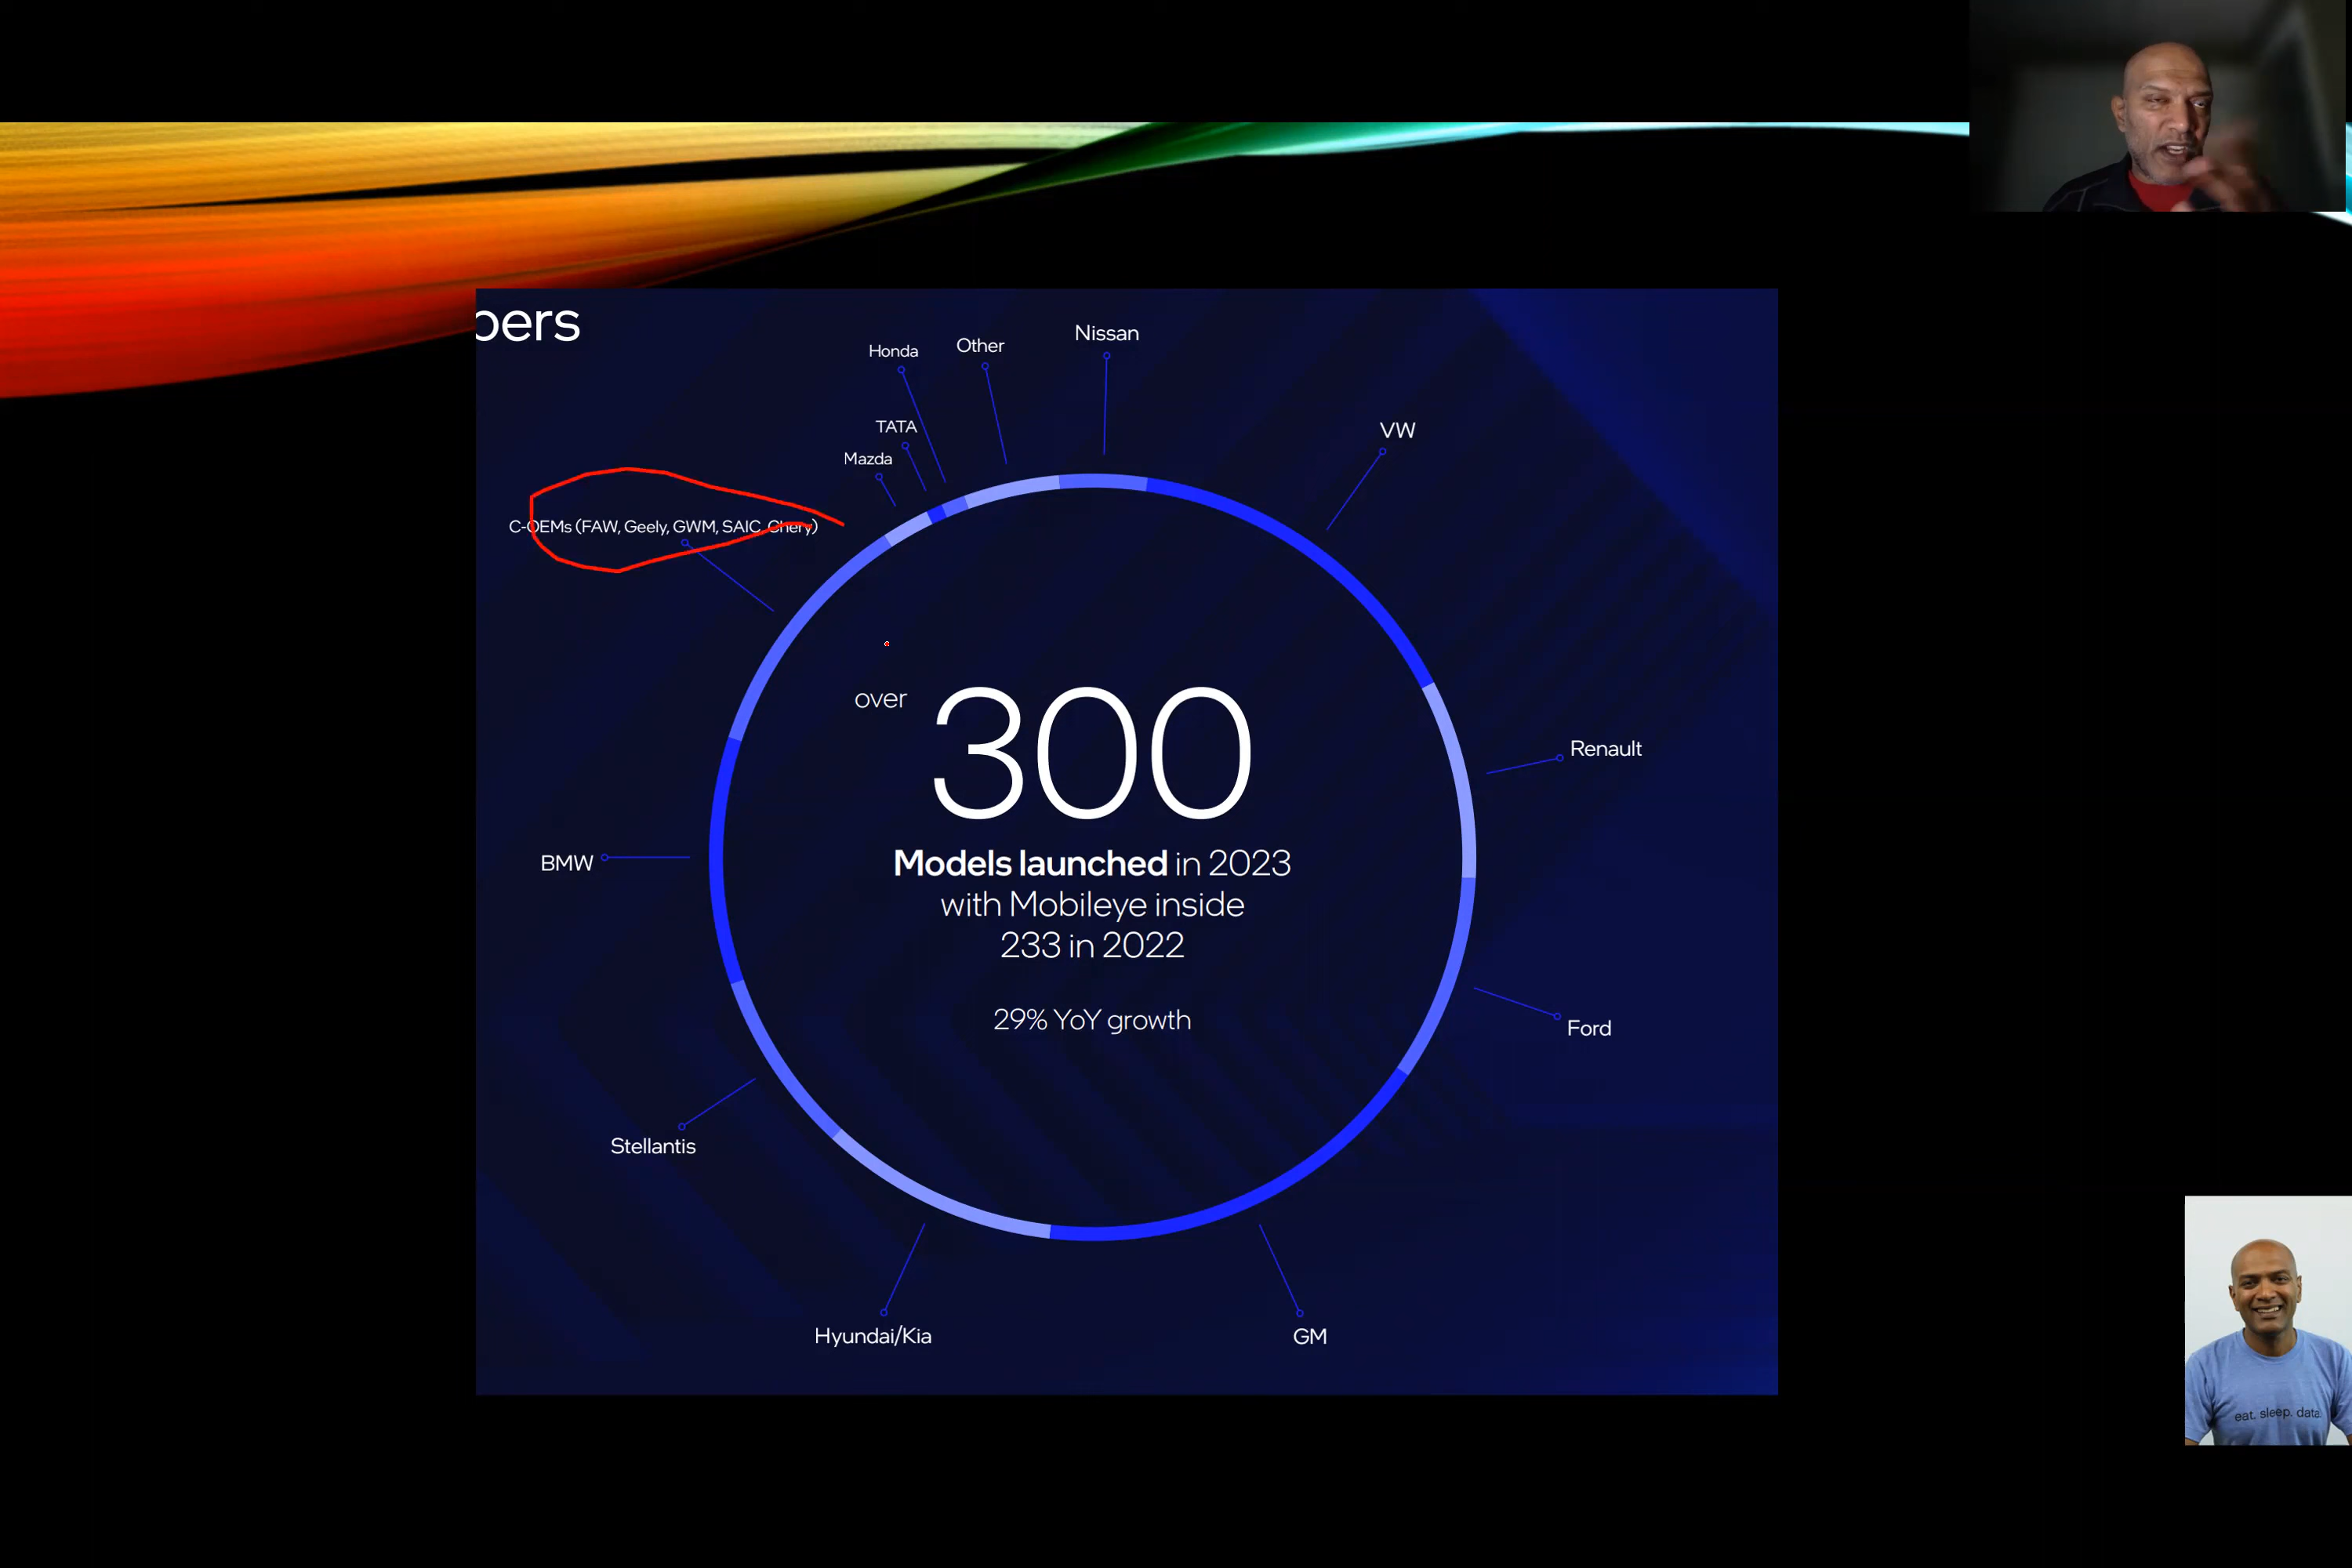 bers
Nissan
Other
Honda
VW
TATA
Mazda
C-OEMs (FAW, Geely, GWM, SAIC, Chery)
over
300
Renault
Models launched in 2023
with Mobileye inside
233 in 2022
29% YoY growth
BMW
Ford
Stellantis
Hyundai/Kia
GM
eat. sleep. data.